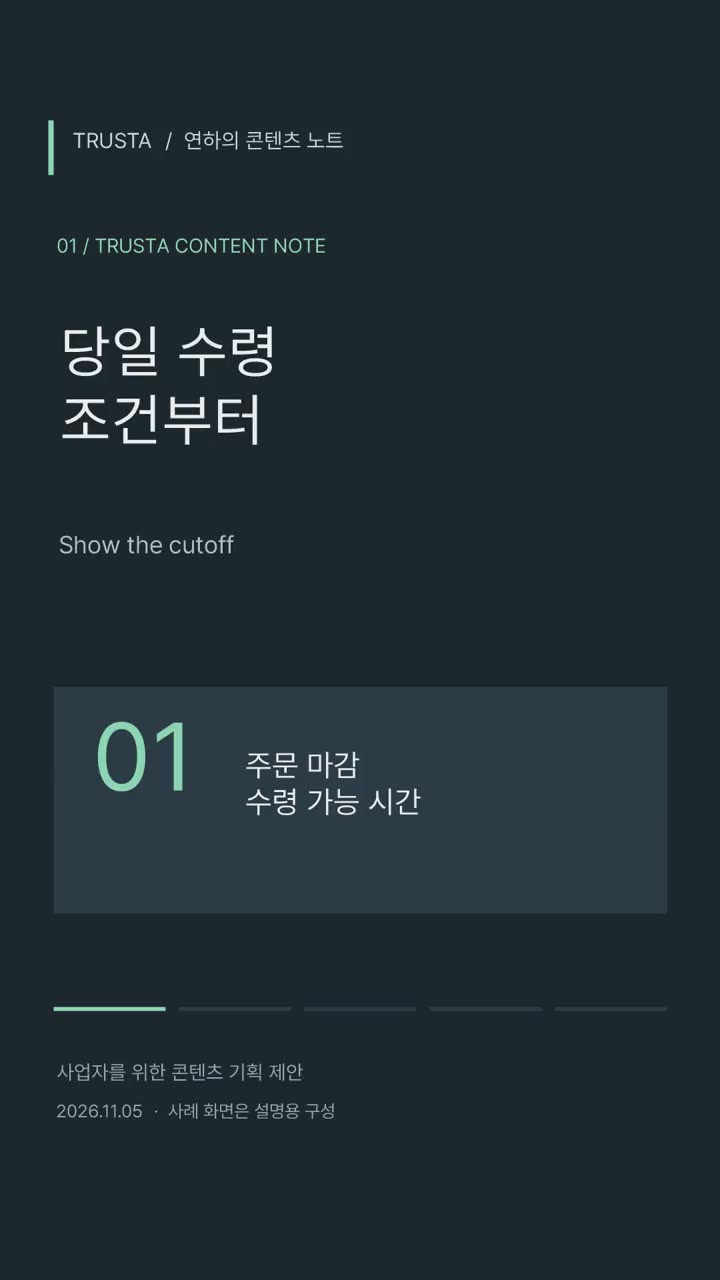 TRUSTA / 연하의 콘텐츠 노트
01 / TRUSTA CONTENT NOTE
당일 수령
조건부터
Show the cutoff
01
주문 마감
수령 가능 시간
사업자를 위한 콘텐츠 기획 제안
2026.11.05 · 사례 화면은 설명용 구성